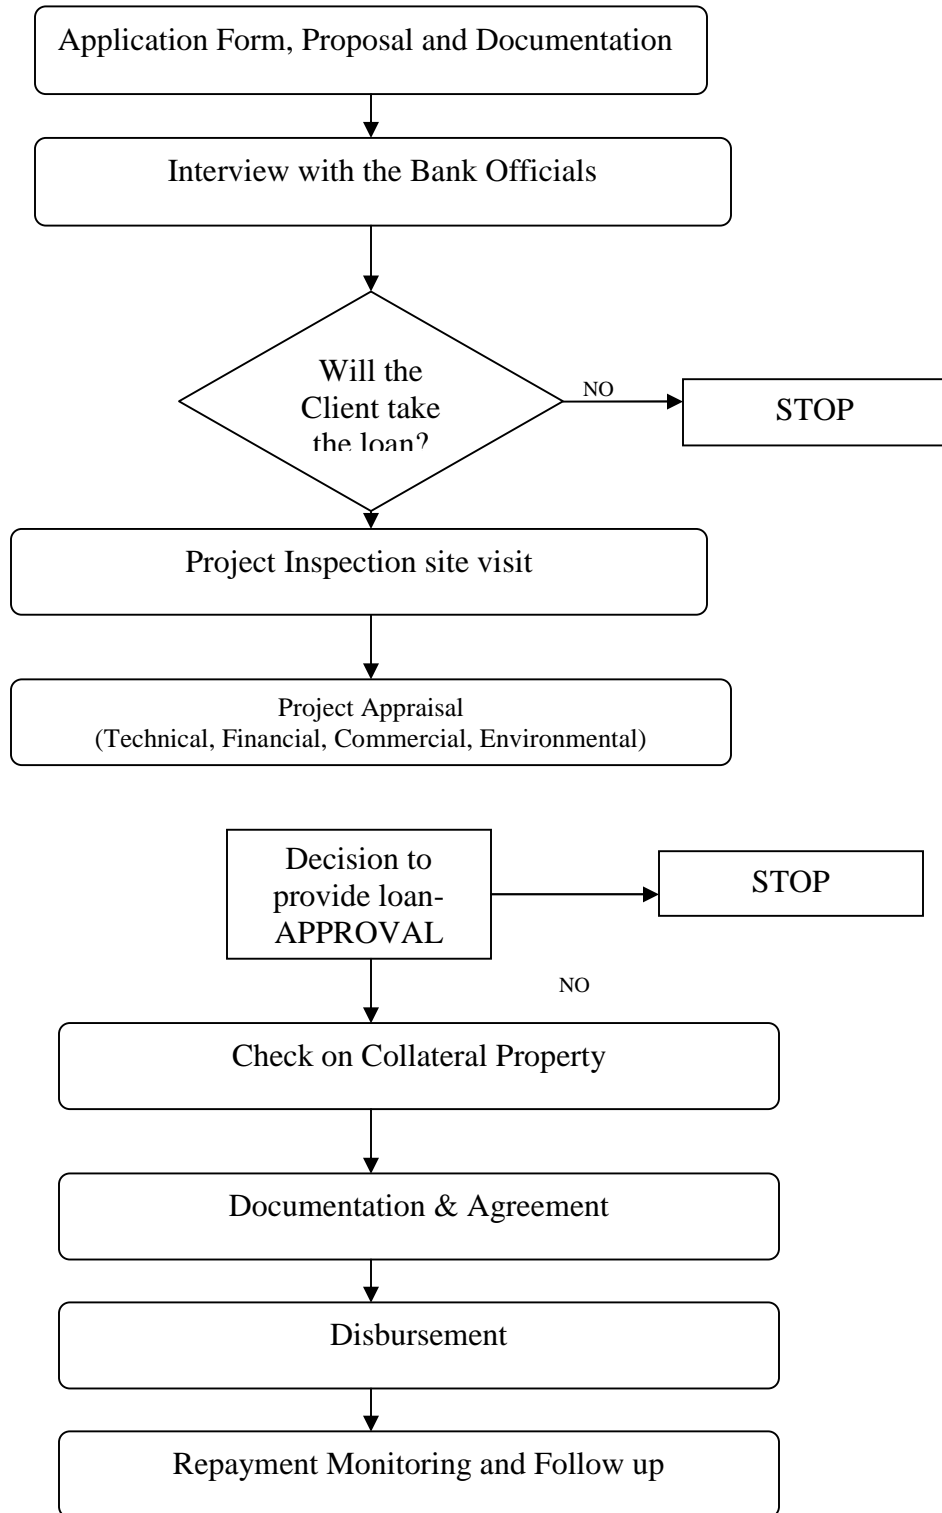 Application Form, Proposal and Documentation
Interview with the Bank Officials
Will the
Client take
the loan?
NO
STOP
Project Inspection site visit
Project Appraisal
(Technical, Financial, Commercial, Environmental)
Decision to
provide loan-
APPROVAL
STOP
NO
Check on Collateral Property
Documentation & Agreement
Disbursement
Repayment Monitoring and Follow up